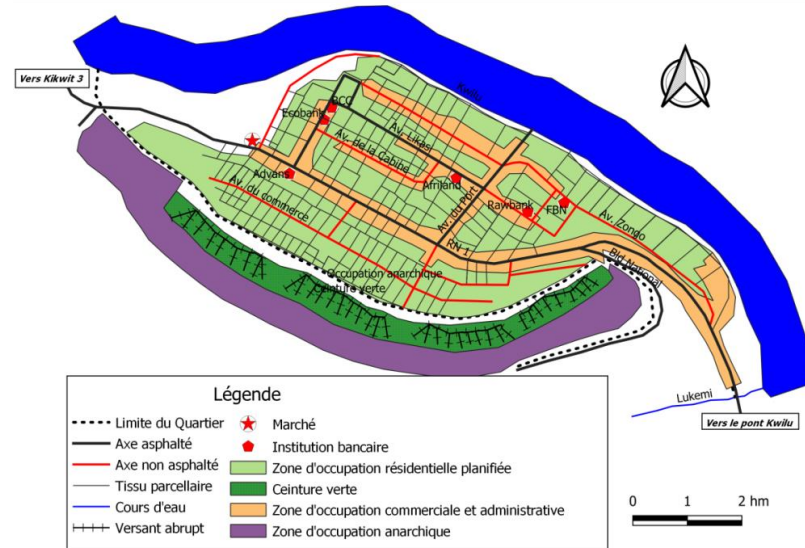 Vers Kikwit 3
Kwilu
BCC
Ecobank
Av. Likasi
Av. de la Cabine
Advans
Afriland
Av. du Port
Rawbank
FBN
Av. Zongo
Av. du commerce
RN 1
Bld National
Occupation anarchique
Ceinture verte
Lukemi
Vers le pont Kwilu
Légende
Limite du Quartier
Axe asphalté
Axe non asphalté
Tissu parcellaire
Cours d'eau
Versant abrupt
Marché
Institution bancaire
Zone d'occupation résidentielle planifiée
Ceinture verte
Zone d'occupation commerciale et administrative
Zone d'occupation anarchique
0 1 2 hm